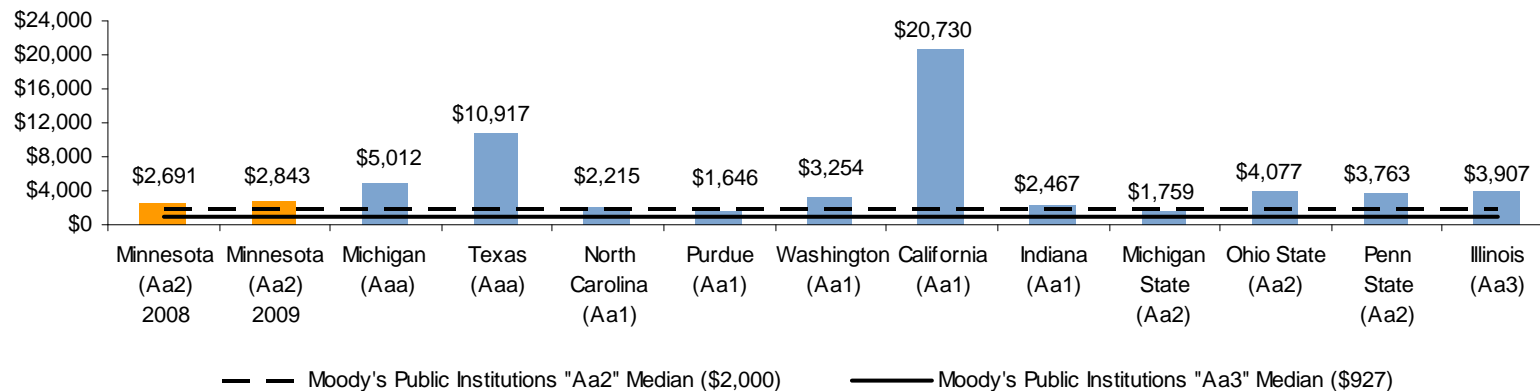 $24,000
$20,000
$16,000
$12,000
$8,000
$4,000
$0
$2,691
$2,843
$5,012
$10,917
$2,215
$1,646
$3,254
$20,730
$2,467
$1,759
$4,077
$3,763
$3,907
Minnesota
(Aa2)
2008
Minnesota
(Aa2)
2009
Michigan
(Aaa)
Texas
(Aaa)
North
Carolina
(Aa1)
Purdue
(Aa1)
Washington
(Aa1)
California
(Aa1)
Indiana
(Aa1)
Michigan
State
(Aa2)
Ohio State
(Aa2)
Penn
State
(Aa2)
Illinois
(Aa3)
Moody's Public Institutions "Aa2" Median ($2,000)
Moody's Public Institutions "Aa3" Median ($927)